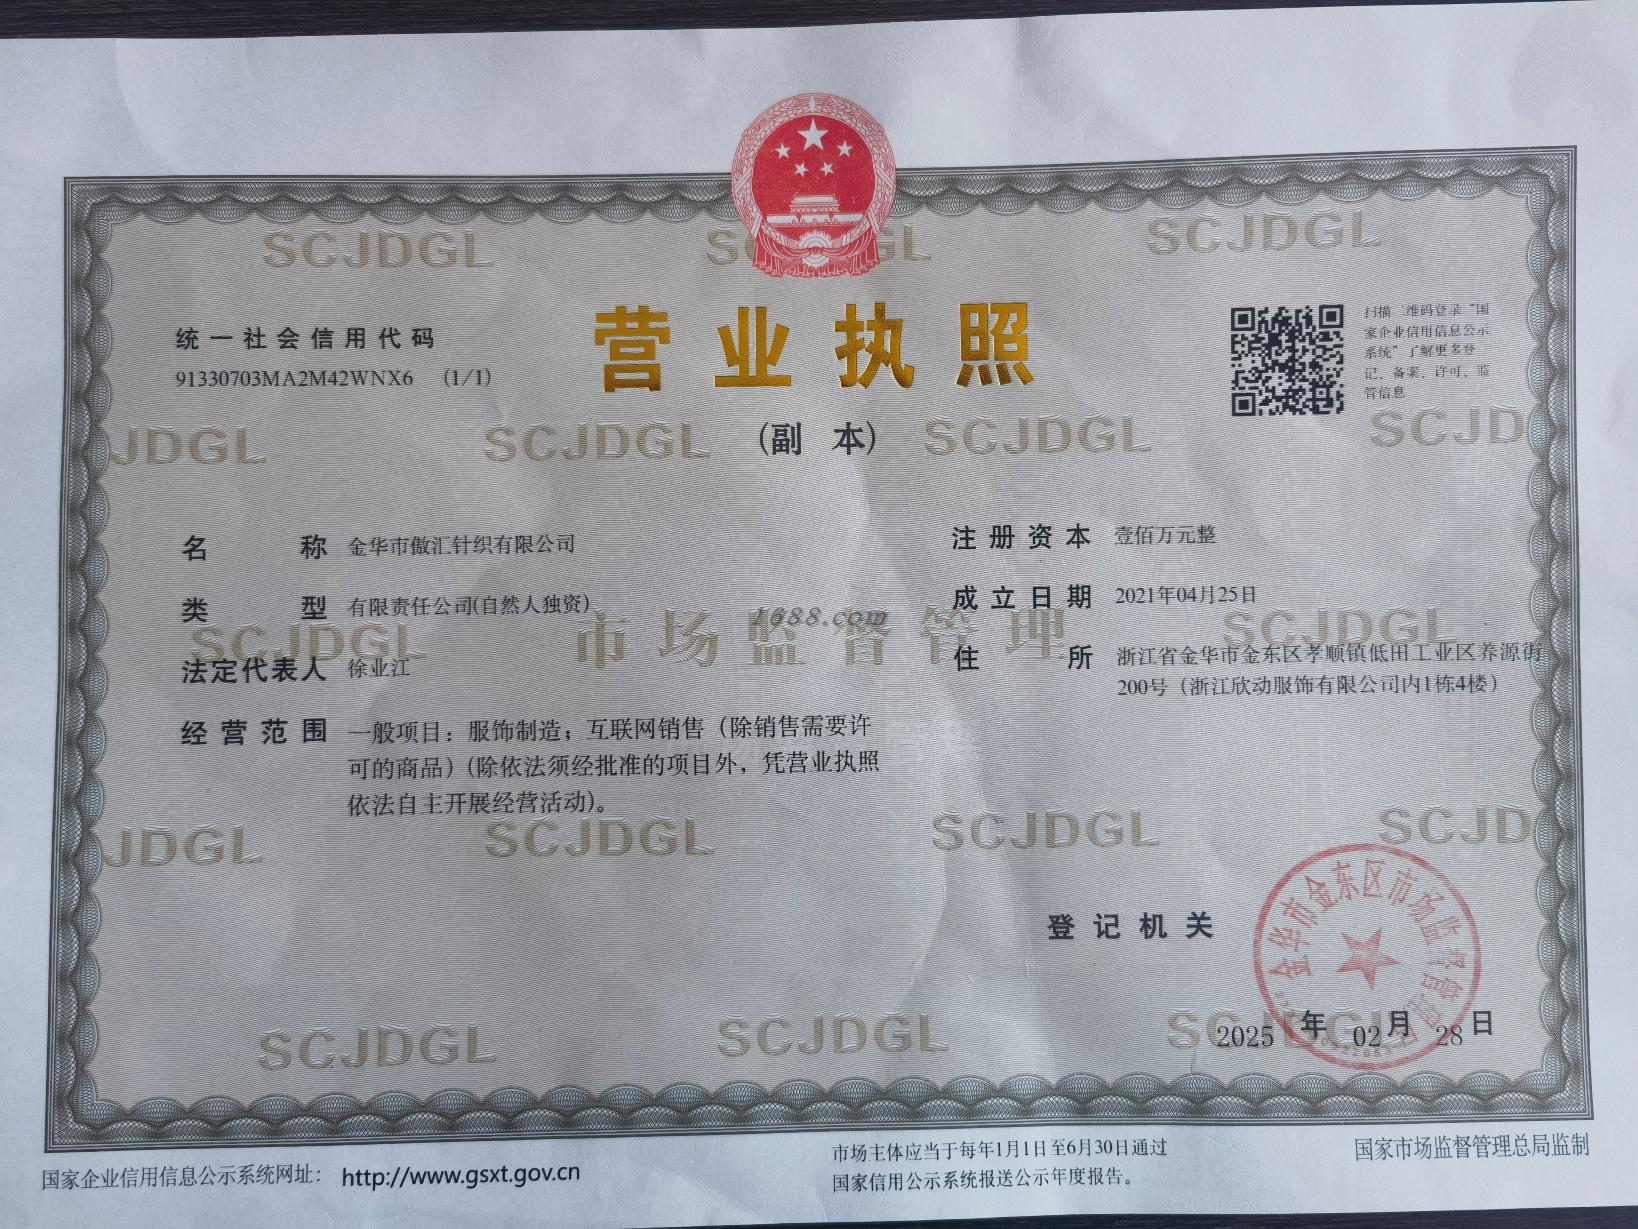 统一社会信用代码
91330703MA2M42WNX6 (1/1)
营业执照
(副 本)
扫描二维码登录“国
家企业信用信息公示
系统”了解更多登
记、备案、许可、监
管信息
名 称 金华市傲汇针织有限公司
类 型 有限责任公司(自然人独资)
法定代表人 徐业江
经营范围 一般项目：服饰制造；互联网销售（除销售需要许
可的商品）(除依法须经批准的项目外，凭营业执照
依法自主开展经营活动)。
注册资本 壹佰万元整
成立日期 2021年04月25日
住 所 浙江省金华市金东区孝顺镇低田工业区养源街
200号（浙江欣动服饰有限公司内1栋4楼）
SCJDGL
SCJDGL
JDGL
SCJDGL
SCJDGL
SCJD
SCJDGL
市场监督管理
1688.com
SCJDGL
JDGL
SCJDGL
SCJDGL
SCJD
SCJDGL
SCJDGL
登记机关
金华市金东区市场监督管理局
2025 年 02 月 28 日
国家企业信用信息公示系统网址： http://www.gsxt.gov.cn
市场主体应当于每年1月1日至6月30日通过
国家信用公示系统报送公示年度报告。
国家市场监督管理总局监制